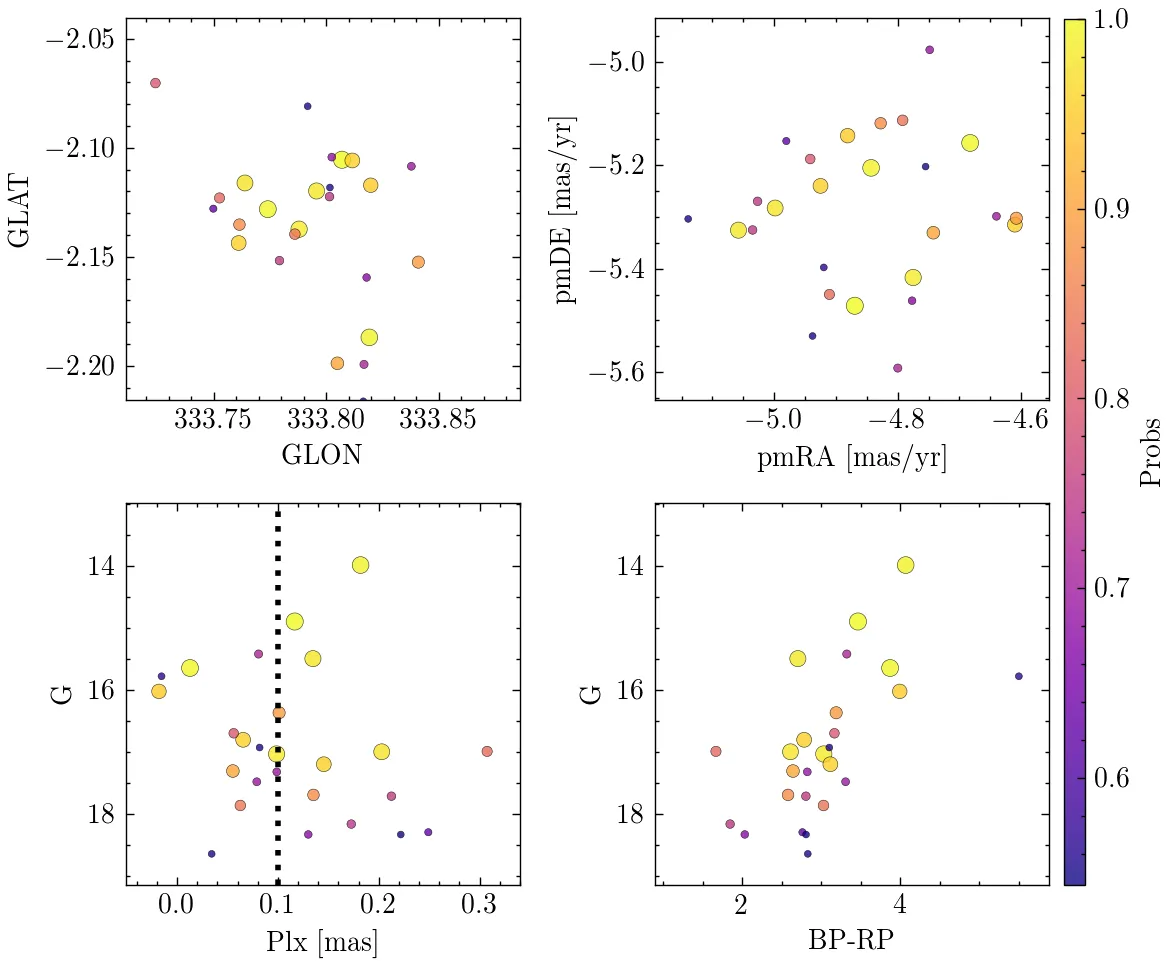 −2.05
−2.10
−2.15
−2.20
GLAT
333.75 333.80 333.85
GLON
−5.0
−5.2
−5.4
−5.6
pmDE [mas/yr]
−5.0 −4.8 −4.6
pmRA [mas/yr]
14
16
18
G
0.0 0.1 0.2 0.3
Plx [mas]
14
16
18
G
2 4
BP-RP
1.0
0.9
0.8
0.7
0.6
Probs